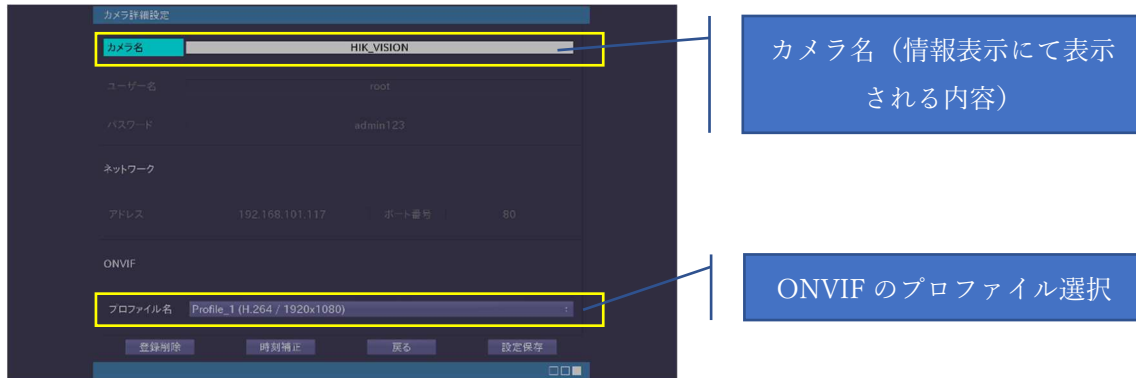 カメラ詳細設定
カメラ名 HIK_VISION
カメラ名（情報表示にて表示
される内容）
ユーザー名 root
パスワード admin123
ネットワーク
アドレス 192.168.101.117 ポート番号 80
ONVIF
ONVIF のプロファイル選択
プロファイル名 Profile_1 (H.264 / 1920x1080)
登録削除 時刻補正 戻る 設定保存